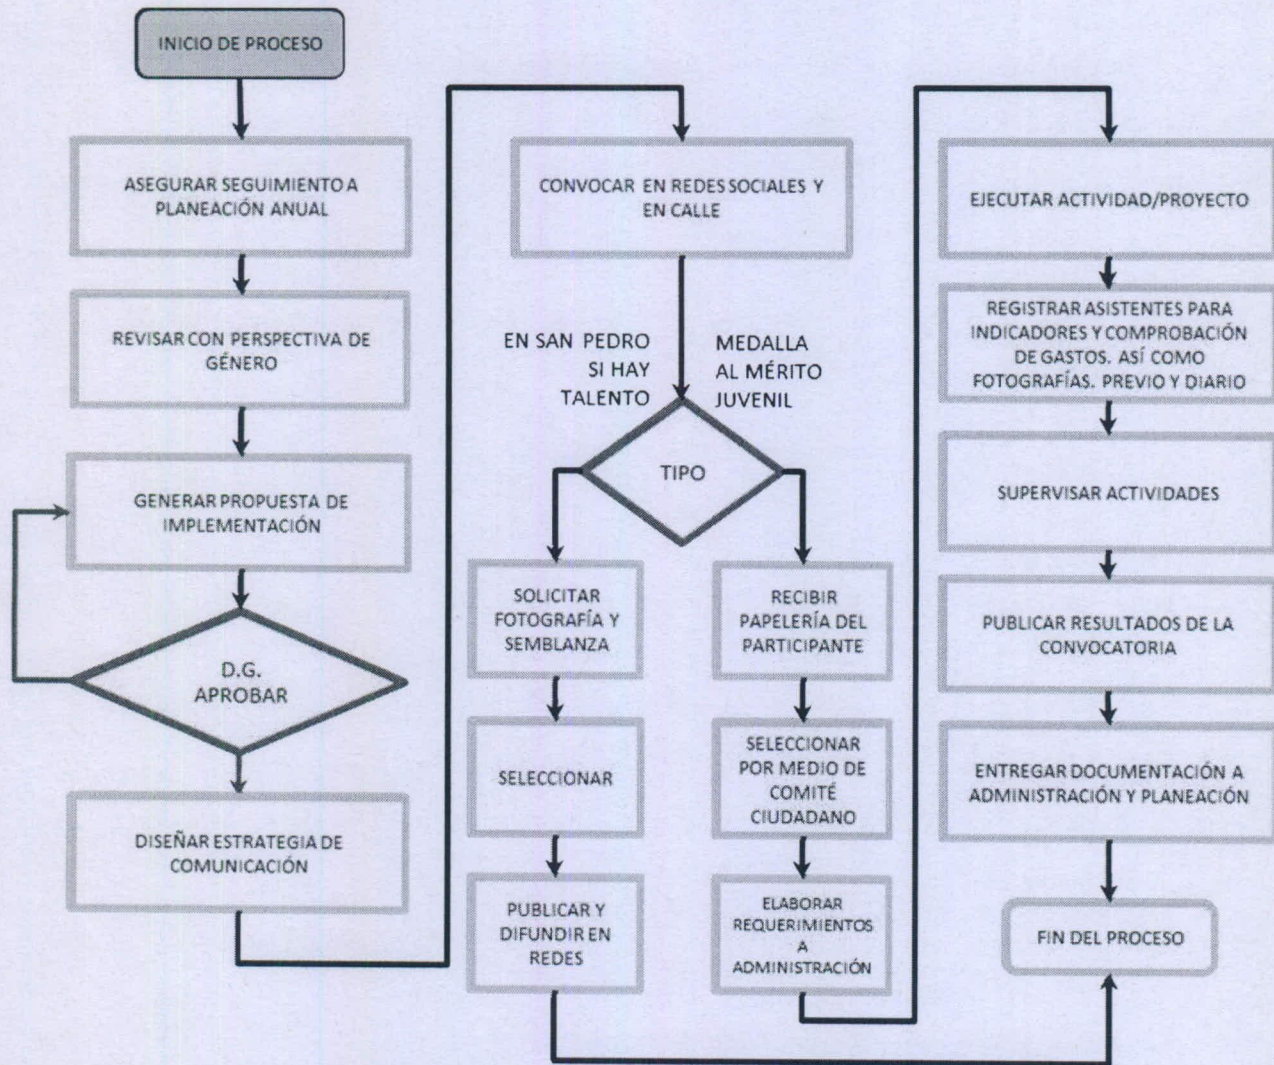 INICIO DE PROCESO
ASEGURAR SEGUIMIENTO A
PLANEACIÓN ANUAL
REVISAR CON PERSPECTIVA DE
GÉNERO
GENERAR PROPUESTA DE
IMPLEMENTACIÓN
D.G.
APROBAR
DISEÑAR ESTRATEGIA DE
COMUNICACIÓN
CONVOCAR EN REDES SOCIALES Y
EN CALLE
EN SAN PEDRO
SI HAY
TALENTO
MEDALLA
AL MÉRITO
JUVENIL
TIPO
SOLICITAR
FOTOGRAFÍA Y
SEMBLANZA
SELECCIONAR
PUBLICAR Y
DIFUNDIR EN
REDES
RECIBIR
PAPELERÍA DEL
PARTICIPANTE
SELECCIONAR
POR MEDIO DE
COMITÉ
CIUDADANO
ELABORAR
REQUERIMIENTOS
A
ADMINISTRACIÓN
EJECUTAR ACTIVIDAD/PROYECTO
REGISTRAR ASISTENTES PARA
INDICADORES Y COMPROBACIÓN
DE GASTOS. ASÍ COMO
FOTOGRAFÍAS. PREVIO Y DIARIO
SUPERVISAR ACTIVIDADES
PUBLICAR RESULTADOS DE LA
CONVOCATORIA
ENTREGAR DOCUMENTACIÓN A
ADMINISTRACIÓN Y PLANEACIÓN
FIN DEL PROCESO